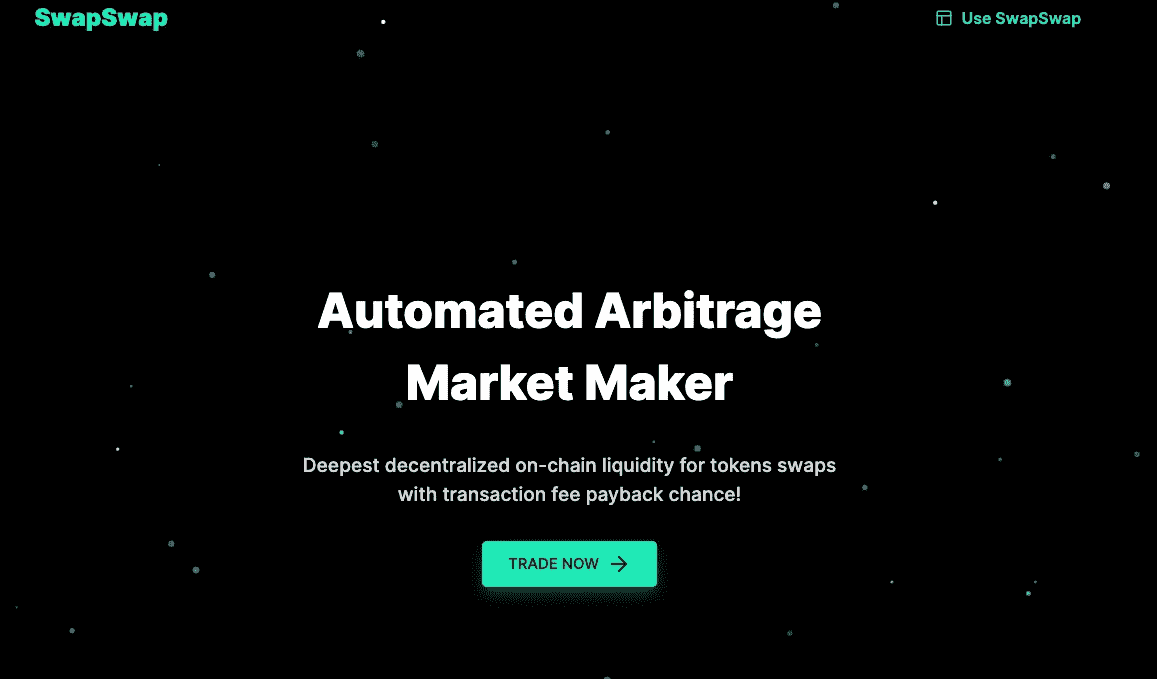 SwapSwap
Use SwapSwap
Automated Arbitrage
Market Maker
Deepest decentralized on-chain liquidity for tokens swaps
with transaction fee payback chance!
TRADE NOW